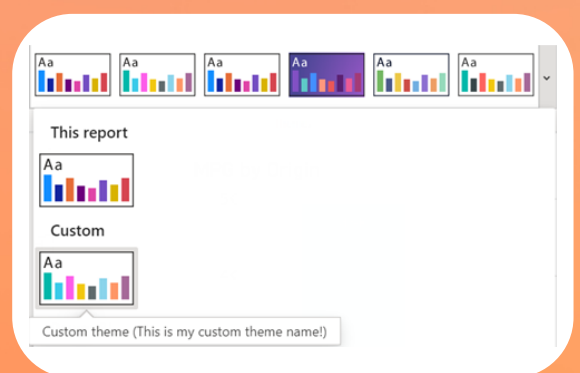 Aa Aa Aa Aa Aa Aa
This report
Aa
Custom
Aa
Custom theme (This is my custom theme name!)